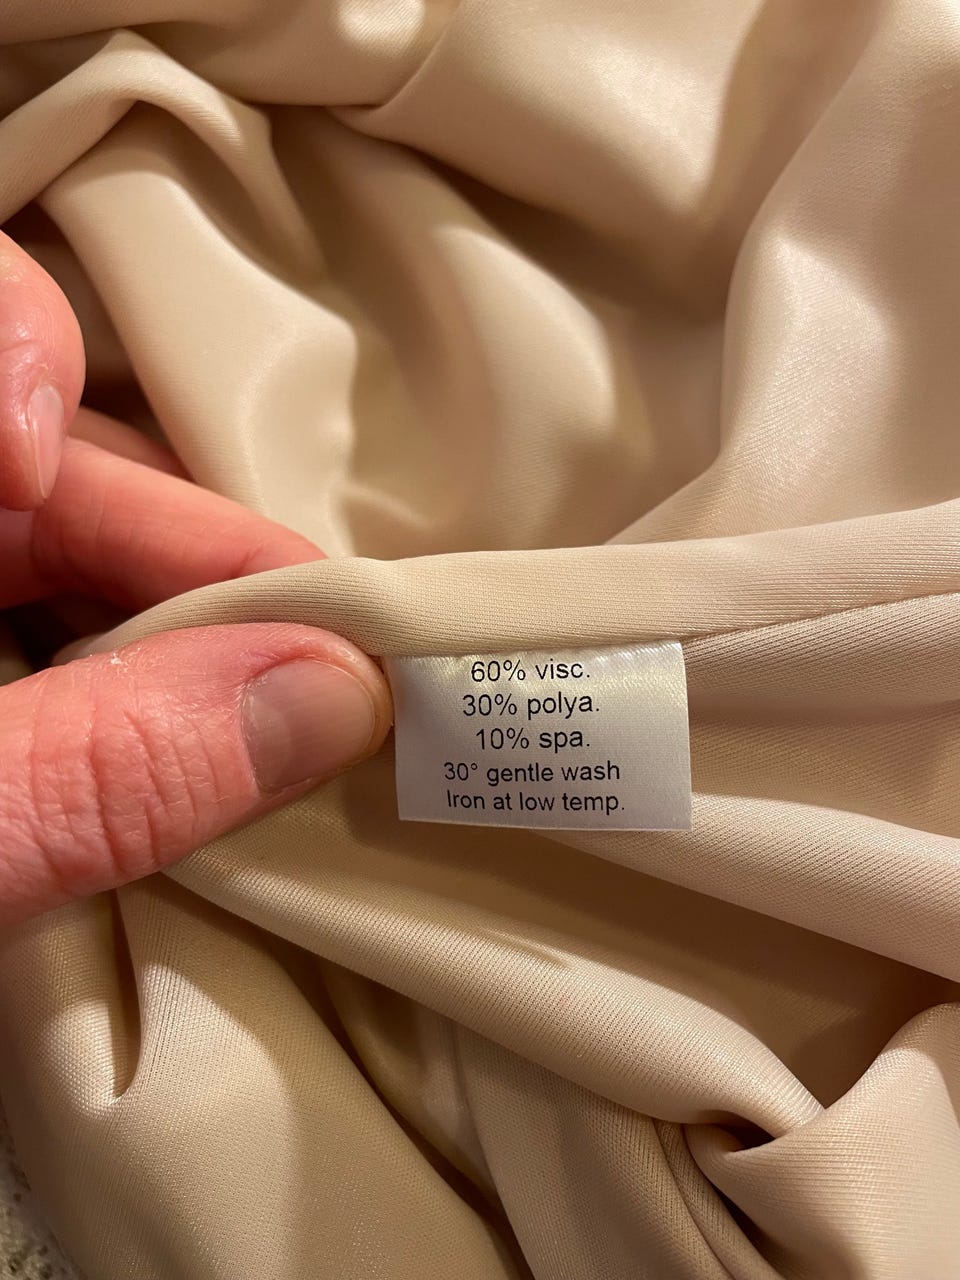 60% visc.
30% polya.
10% spa.
30° gentle wash
Iron at low temp.